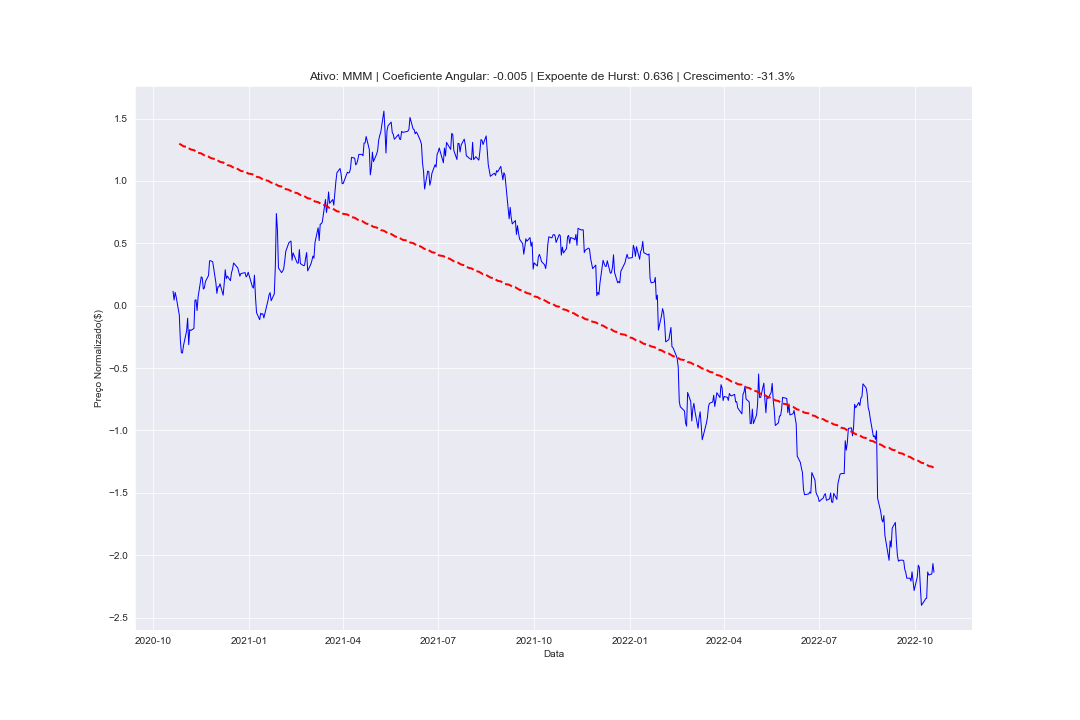 Ativo: MMM | Coeficiente Angular: -0.005 | Expoente de Hurst: 0.636 | Crescimento: -31.3%
Preço Normalizado($)
1.5
1.0
0.5
0.0
−0.5
−1.0
−1.5
−2.0
−2.5
2020-10 2021-01 2021-04 2021-07 2021-10 2022-01 2022-04 2022-07 2022-10
Data